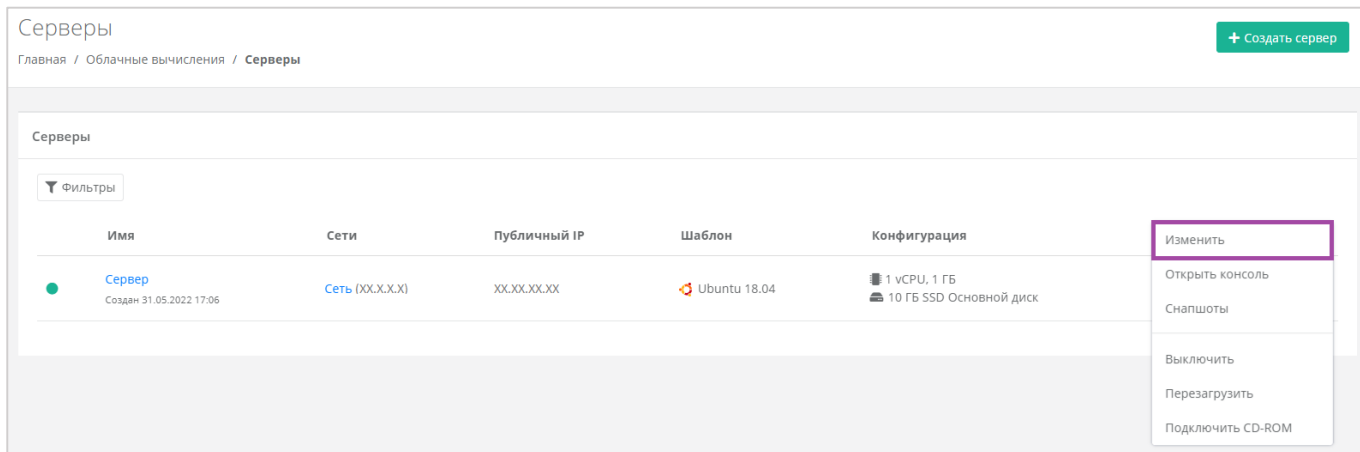 Серверы
+ Создать сервер
Главная / Облачные вычисления / Серверы
Серверы
Фильтры
Имя Сети Публичный IP Шаблон Конфигурация
Сервер
Создан 31.05.2022 17:06
Сеть (XX.X.X.X) XX.XX.XX.XX Ubuntu 18.04
1 vCPU, 1 ГБ
10 ГБ SSD Основной диск
Изменить
Открыть консоль
Снапшоты
Выключить
Перезагрузить
Подключить CD-ROM